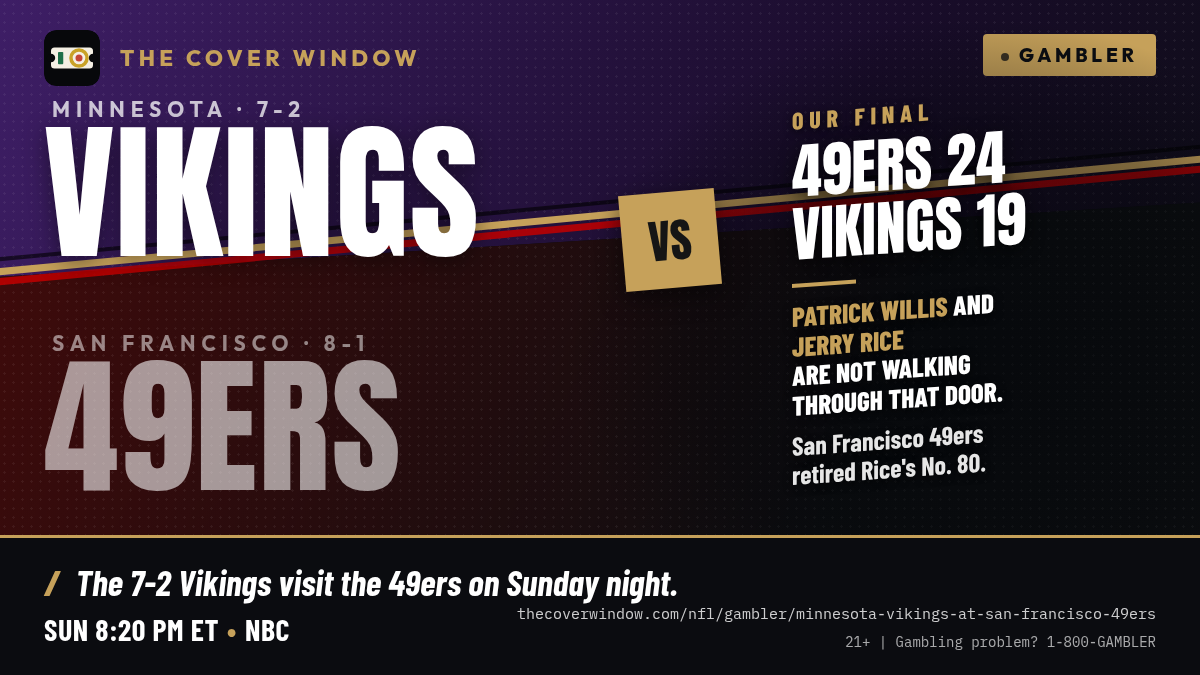 THE COVER WINDOW
GAMBLER
MINNESOTA · 7-2
VIKINGS
SAN FRANCISCO · 8-1
49ERS
VS
OUR FINAL
49ERS 24
VIKINGS 19
PATRICK WILLIS AND
JERRY RICE
ARE NOT WALKING
THROUGH THAT DOOR.
San Francisco 49ers
retired Rice's No. 80.
/ The 7-2 Vikings visit the 49ers on Sunday night.
SUN 8:20 PM ET • NBC
thecoverwindow.com/nfl/gambler/minnesota-vikings-at-san-francisco-49ers
21+ | Gambling problem? 1-800-GAMBLER